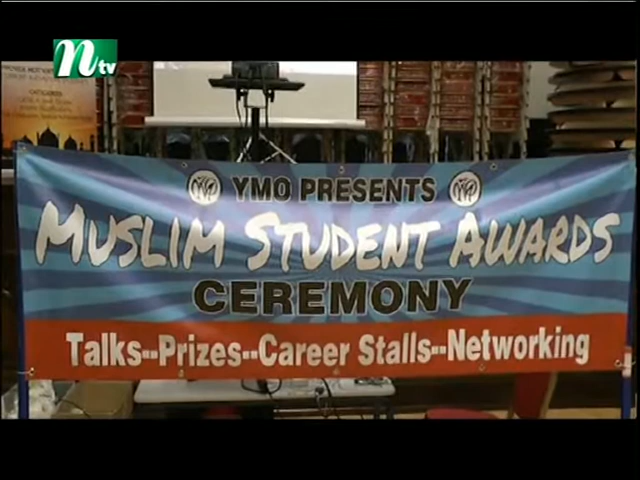 ntv
YMO PRESENTS
MUSLIM STUDENT AWARDS
CEREMONY
Talks--Prizes--Career Stalls--Networking